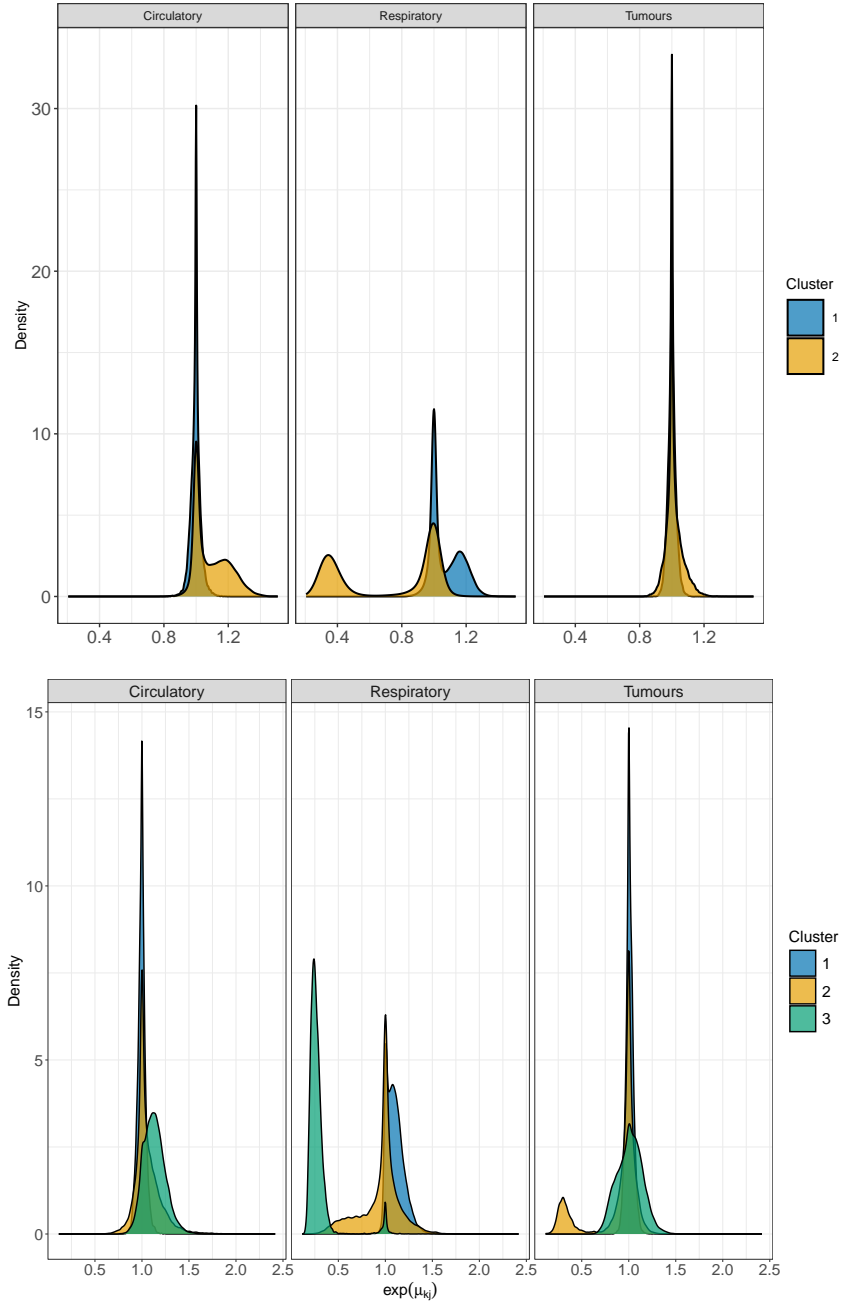 Circulatory Respiratory Tumours
30
20
10
0
Density
0.4 0.8 1.2 0.4 0.8 1.2 0.4 0.8 1.2
Cluster
1
2
Circulatory Respiratory Tumours
15
10
5
0
Density
0.5 1.0 1.5 2.0 2.5 0.5 1.0 1.5 2.0 2.5 0.5 1.0 1.5 2.0 2.5
exp(μkj)
Cluster
1
2
3